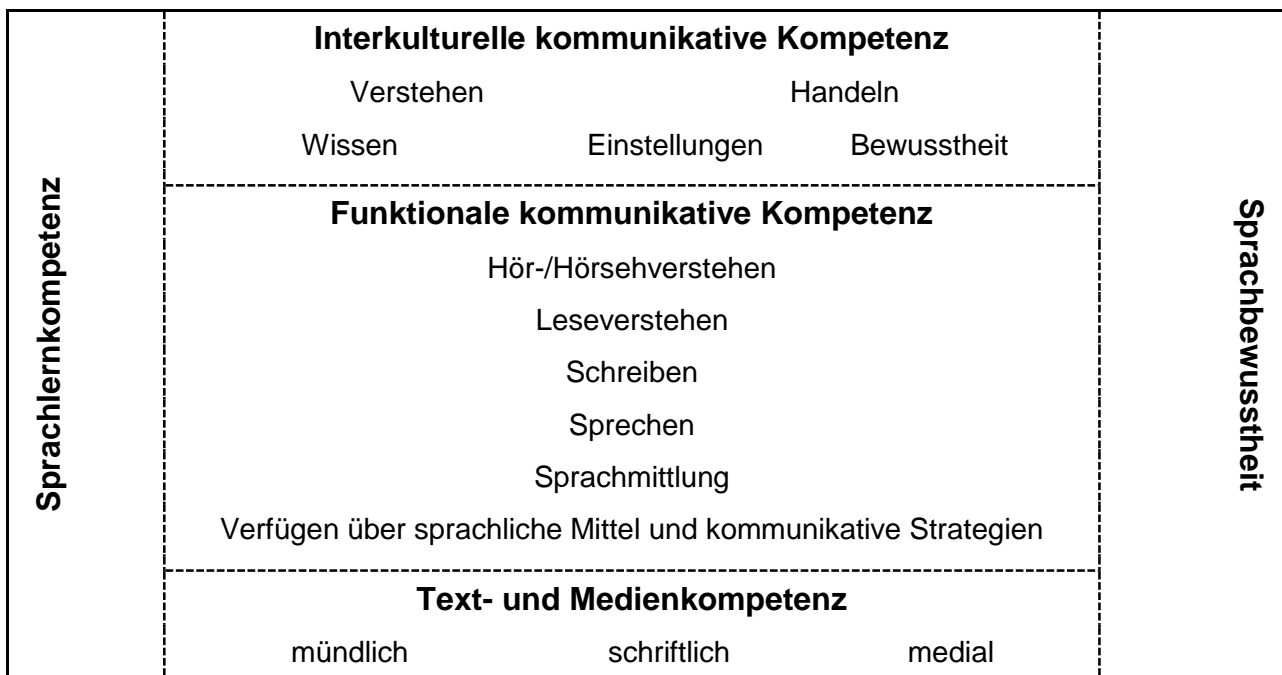 Sprachlernkompetenz
Interkulturelle kommunikative Kompetenz
Verstehen Handeln
Wissen Einstellungen Bewusstheit
Funktionale kommunikative Kompetenz
Hör-/Hörsehverstehen
Leseverstehen
Schreiben
Sprechen
Sprachmittlung
Verfügen über sprachliche Mittel und kommunikative Strategien
Text- und Medienkompetenz
mündlich schriftlich medial
Sprachbewusstheit